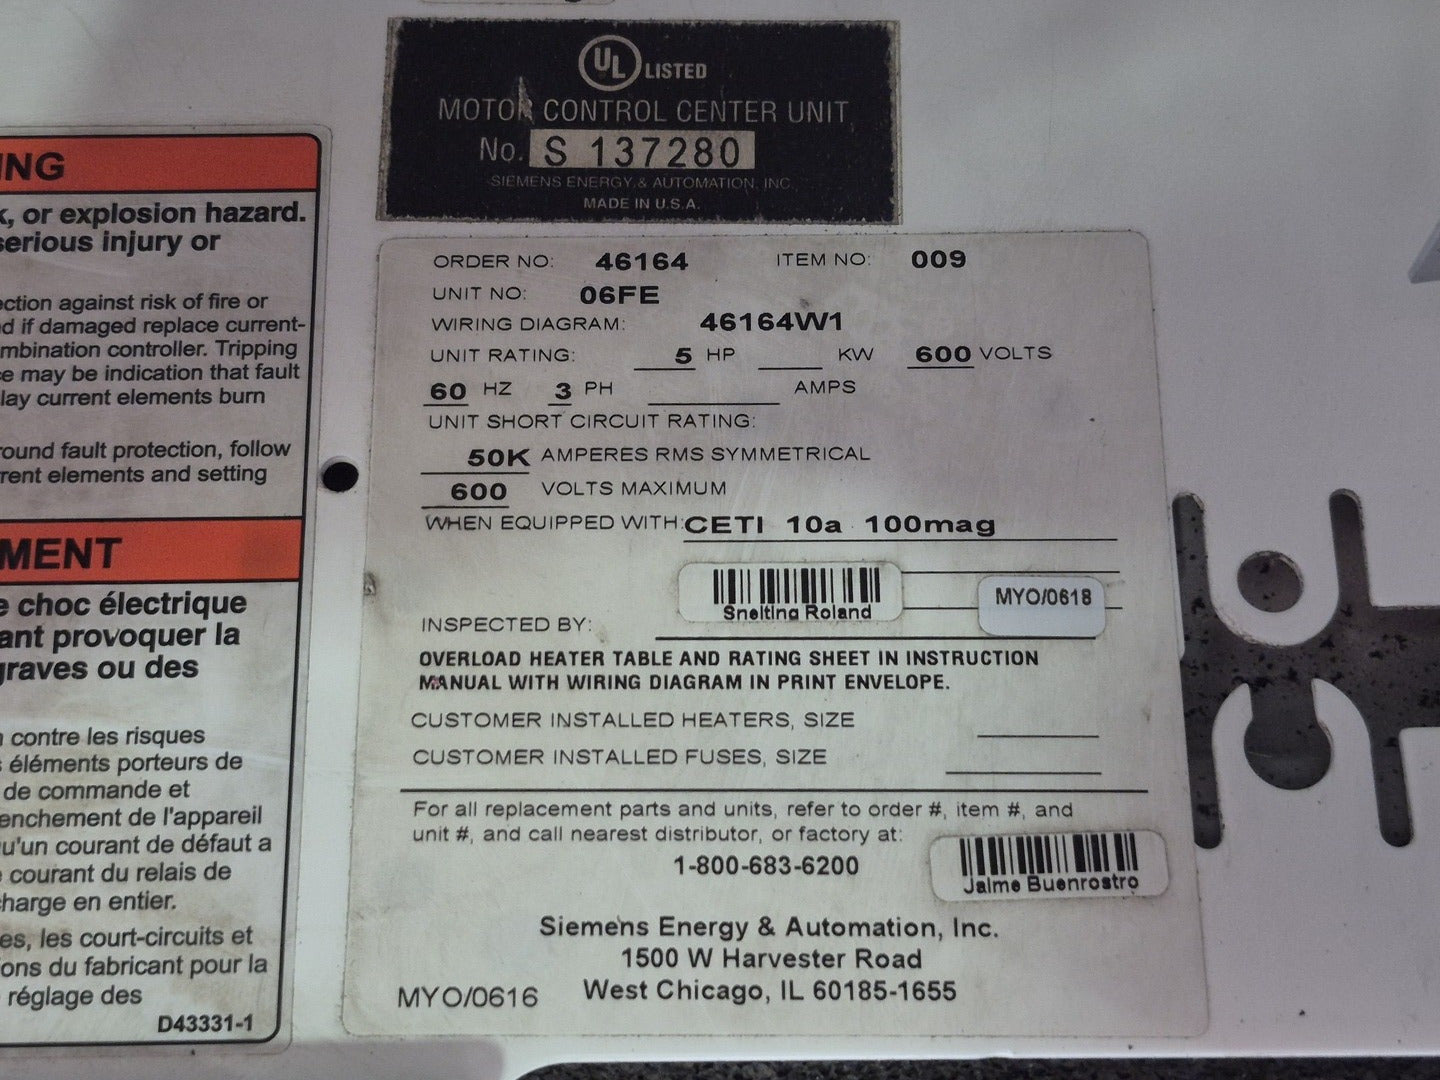 UL LISTED
MOTOR CONTROL CENTER UNIT
No. S 137280
SIEMENS ENERGY & AUTOMATION, INC.
MADE IN U.S.A.
ORDER NO: 46164 ITEM NO: 009
UNIT NO: 06FE
WIRING DIAGRAM: 46164W1
UNIT RATING: 5 HP KW 600 VOLTS
60 HZ 3 PH AMPS
UNIT SHORT CIRCUIT RATING:
50K AMPERES RMS SYMMETRICAL
600 VOLTS MAXIMUM
WHEN EQUIPPED WITH: CETI 10a 100mag
Snelting Roland
MYO/0618
INSPECTED BY:
OVERLOAD HEATER TABLE AND RATING SHEET IN INSTRUCTION
MANUAL WITH WIRING DIAGRAM IN PRINT ENVELOPE.
CUSTOMER INSTALLED HEATERS, SIZE
CUSTOMER INSTALLED FUSES, SIZE
For all replacement parts and units, refer to order #, item #, and
unit #, and call nearest distributor, or factory at:
1-800-683-6200
Jaime Buenrostro
Siemens Energy & Automation, Inc.
1500 W Harvester Road
West Chicago, IL 60185-1655
MYO/0616
ING
k, or explosion hazard.
serious injury or
ection against risk of fire or
d if damaged replace current-
mbination controller. Tripping
e may be indication that fault
lay current elements burn
round fault protection, follow
rrent elements and setting
MENT
e choc électrique
ant provoquer la
graves ou des
n contre les risques
s éléments porteurs de
de commande et
enchement de l'appareil
u'un courant de défaut a
e courant du relais de
charge en entier.
es, les court-circuits et
ions du fabricant pour la
réglage des
D43331-1